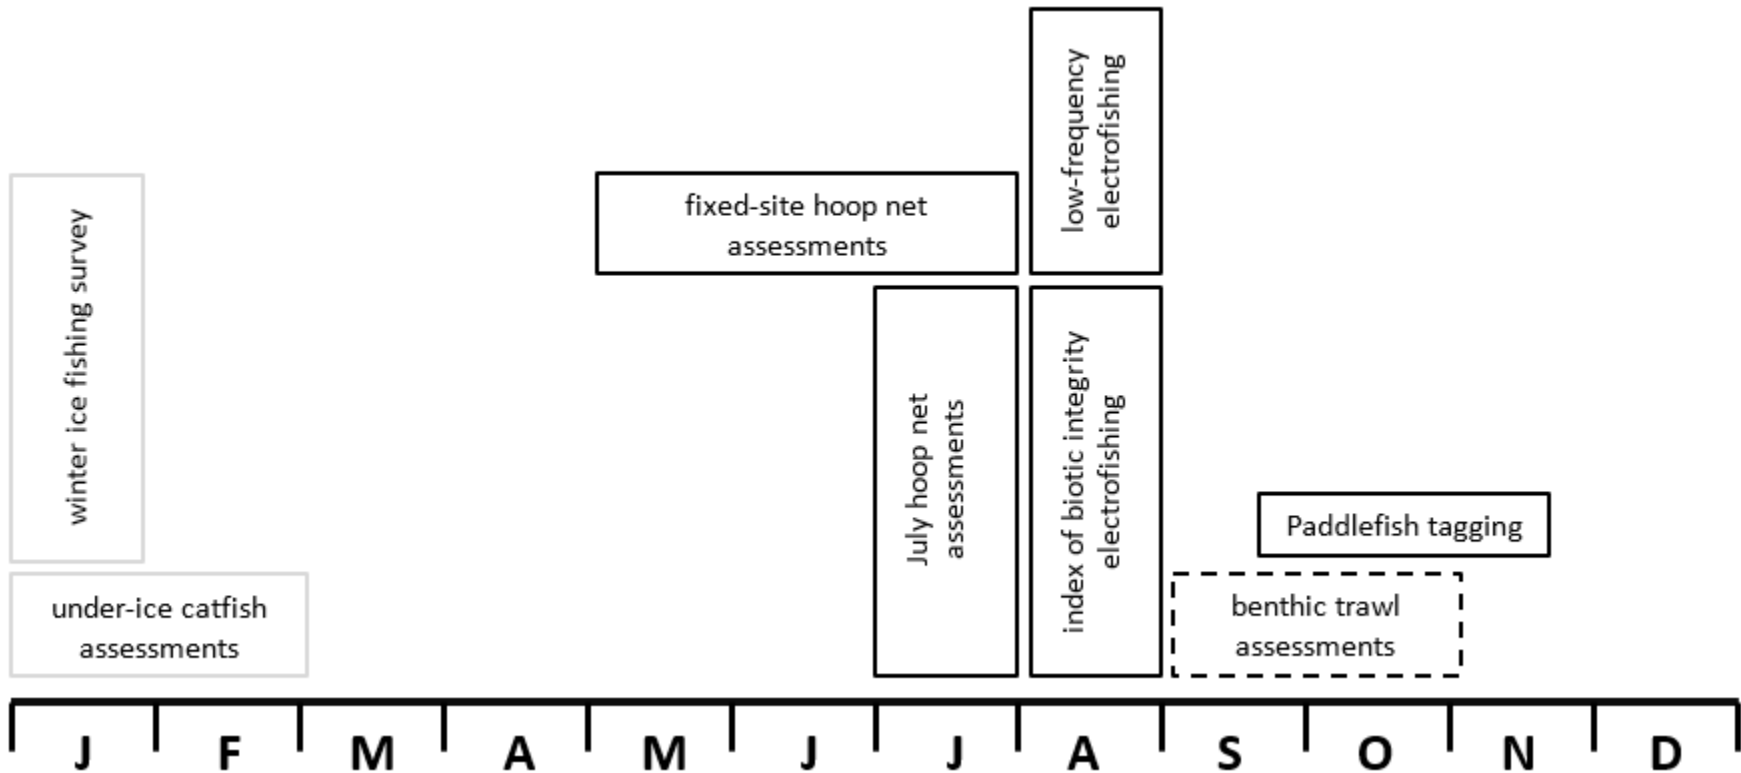 low-frequency
electrofishing
winter ice fishing survey
fixed-site hoop net
assessments
July hoop net
assessments
index of biotic integrity
electrofishing
Paddlefish tagging
under-ice catfish
assessments
benthic trawl
assessments
J F M A M J J A S O N D